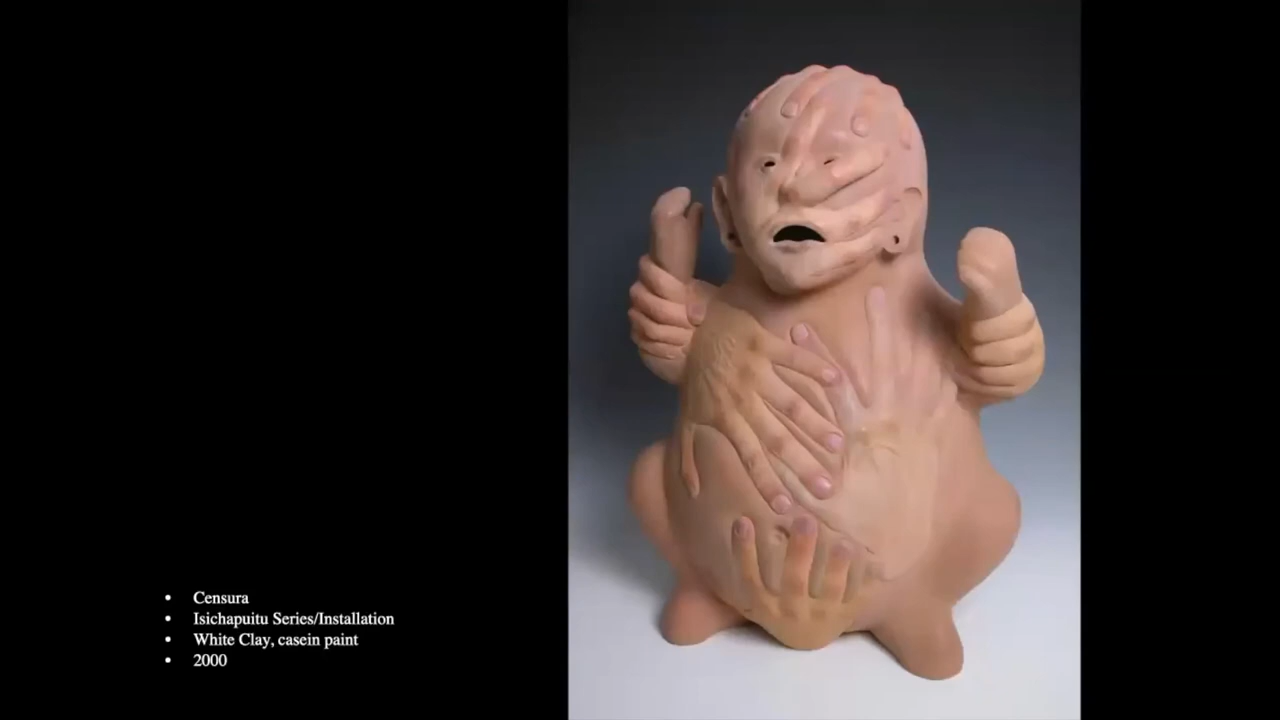 • Censura
• Isichapuitu Series/Installation
• White Clay, casein paint
• 2000